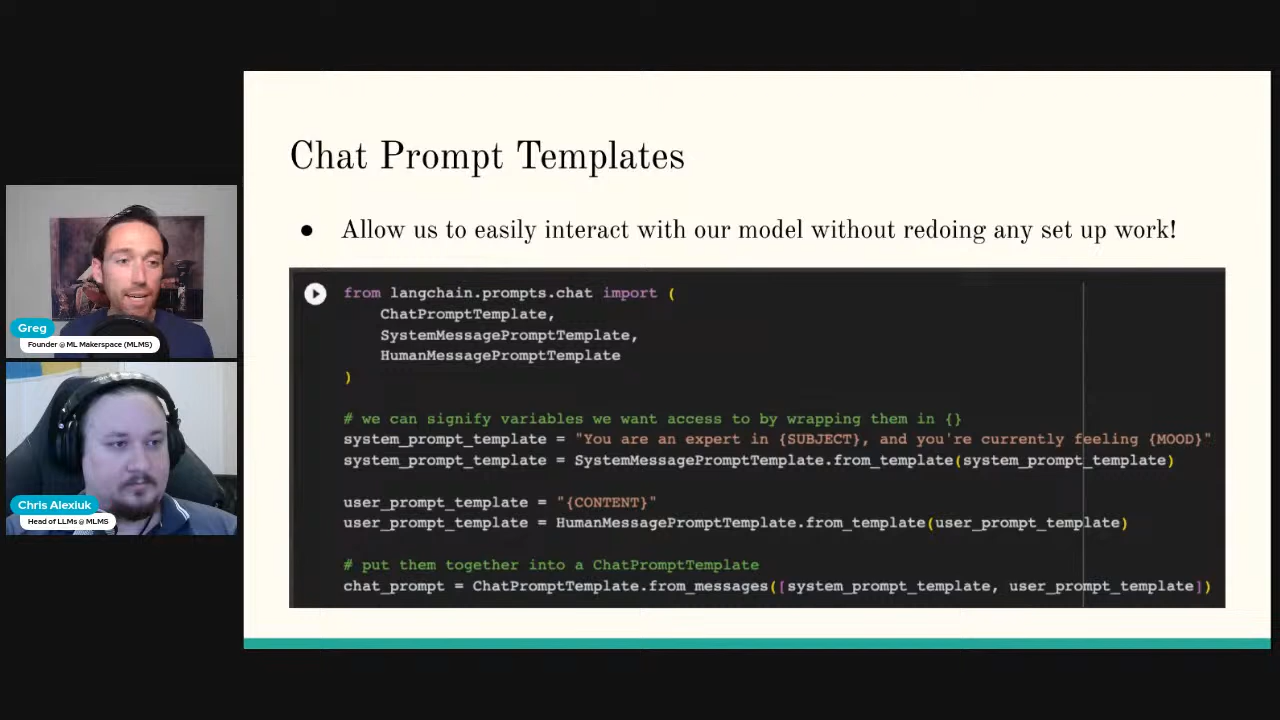 Chat Prompt Templates
● Allow us to easily interact with our model without redoing any set up work!
from langchain.prompts.chat import (
    ChatPromptTemplate,
    SystemMessagePromptTemplate,
    HumanMessagePromptTemplate
)
# we can signify variables we want access to by wrapping them in {}
system_prompt_template = "You are an expert in {SUBJECT}, and you're currently feeling {MOOD}"
system_prompt_template = SystemMessagePromptTemplate.from_template(system_prompt_template)
user_prompt_template = "{CONTENT}"
user_prompt_template = HumanMessagePromptTemplate.from_template(user_prompt_template)
# put them together into a ChatPromptTemplate
chat_prompt = ChatPromptTemplate.from_messages([system_prompt_template, user_prompt_template])
Greg
Founder @ ML Makerspace (MLMS)
Chris Alexiuk
Head of LLMs @ MLMS